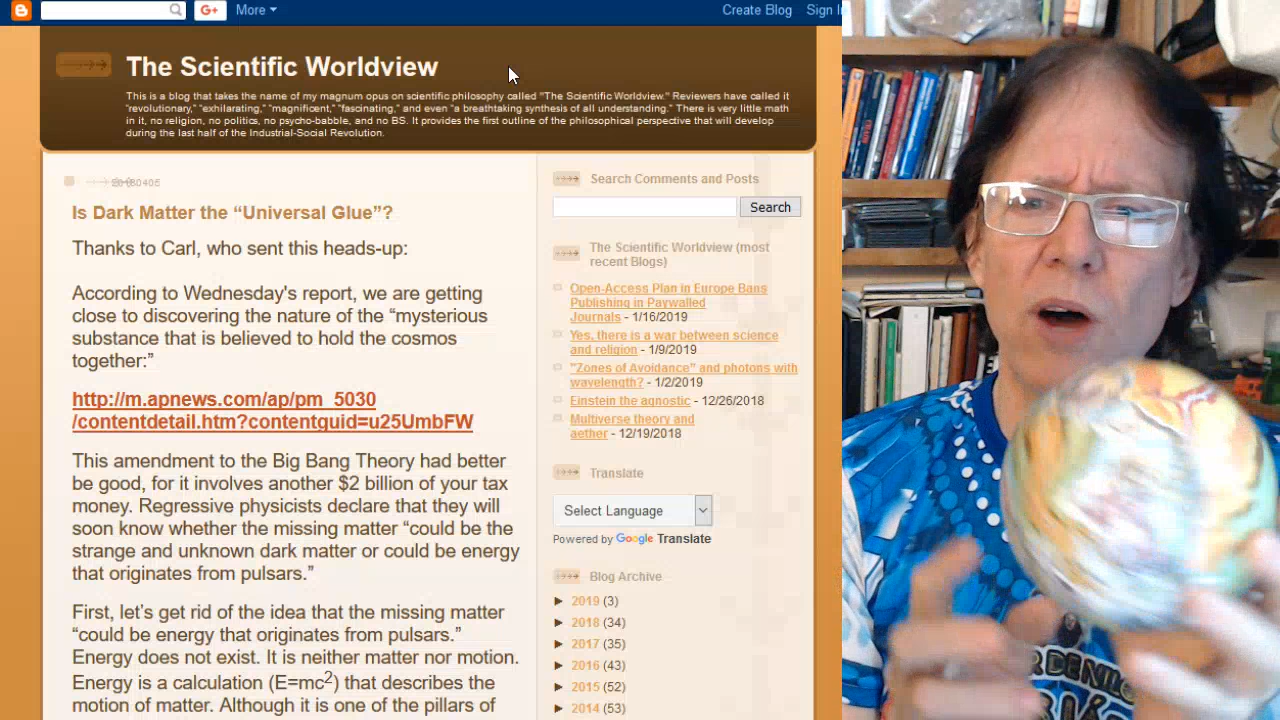 More
Create Blog Sign In
The Scientific Worldview
This is a blog that takes the name of my magnum opus on scientific philosophy called "The Scientific Worldview." Reviewers have called it
"revolutionary," "exhilarating," "magnificent," "fascinating," and even "a breathtaking synthesis of all understanding." There is very little math
in it, no religion, no politics, no psycho-babble, and no BS. It provides the first outline of the philosophical perspective that will develop
during the last half of the Industrial-Social Revolution.
Is Dark Matter the “Universal Glue”?
Thanks to Carl, who sent this heads-up:
According to Wednesday's report, we are getting
close to discovering the nature of the “mysterious
substance that is believed to hold the cosmos
together:”
http://m.apnews.com/ap/pm_5030
/contentdetail.htm?contentguid=u25UmbFW
This amendment to the Big Bang Theory had better
be good, for it involves another $2 billion of your tax
money. Regressive physicists declare that they will
soon know whether the missing matter “could be the
strange and unknown dark matter or could be energy
that originates from pulsars.”
First, let’s get rid of the idea that the missing matter
“could be energy that originates from pulsars.”
Energy does not exist. It is neither matter nor motion.
Energy is a calculation (E=mc2) that describes the
motion of matter. Although it is one of the pillars of
Search Comments and Posts
Search
The Scientific Worldview (most
recent Blogs)
Open-Access Plan in Europe Bans
Publishing in Paywalled
Journals - 1/16/2019
Yes, there is a war between science
and religion - 1/9/2019
"Zones of Avoidance" and photons with
wavelength? - 1/2/2019
Einstein the agnostic - 12/26/2018
Multiverse theory and
aether - 12/19/2018
Translate
Select Language
Powered by Google Translate
Blog Archive
► 2019 (3)
► 2018 (34)
► 2017 (35)
► 2016 (43)
► 2015 (52)
► 2014 (53)